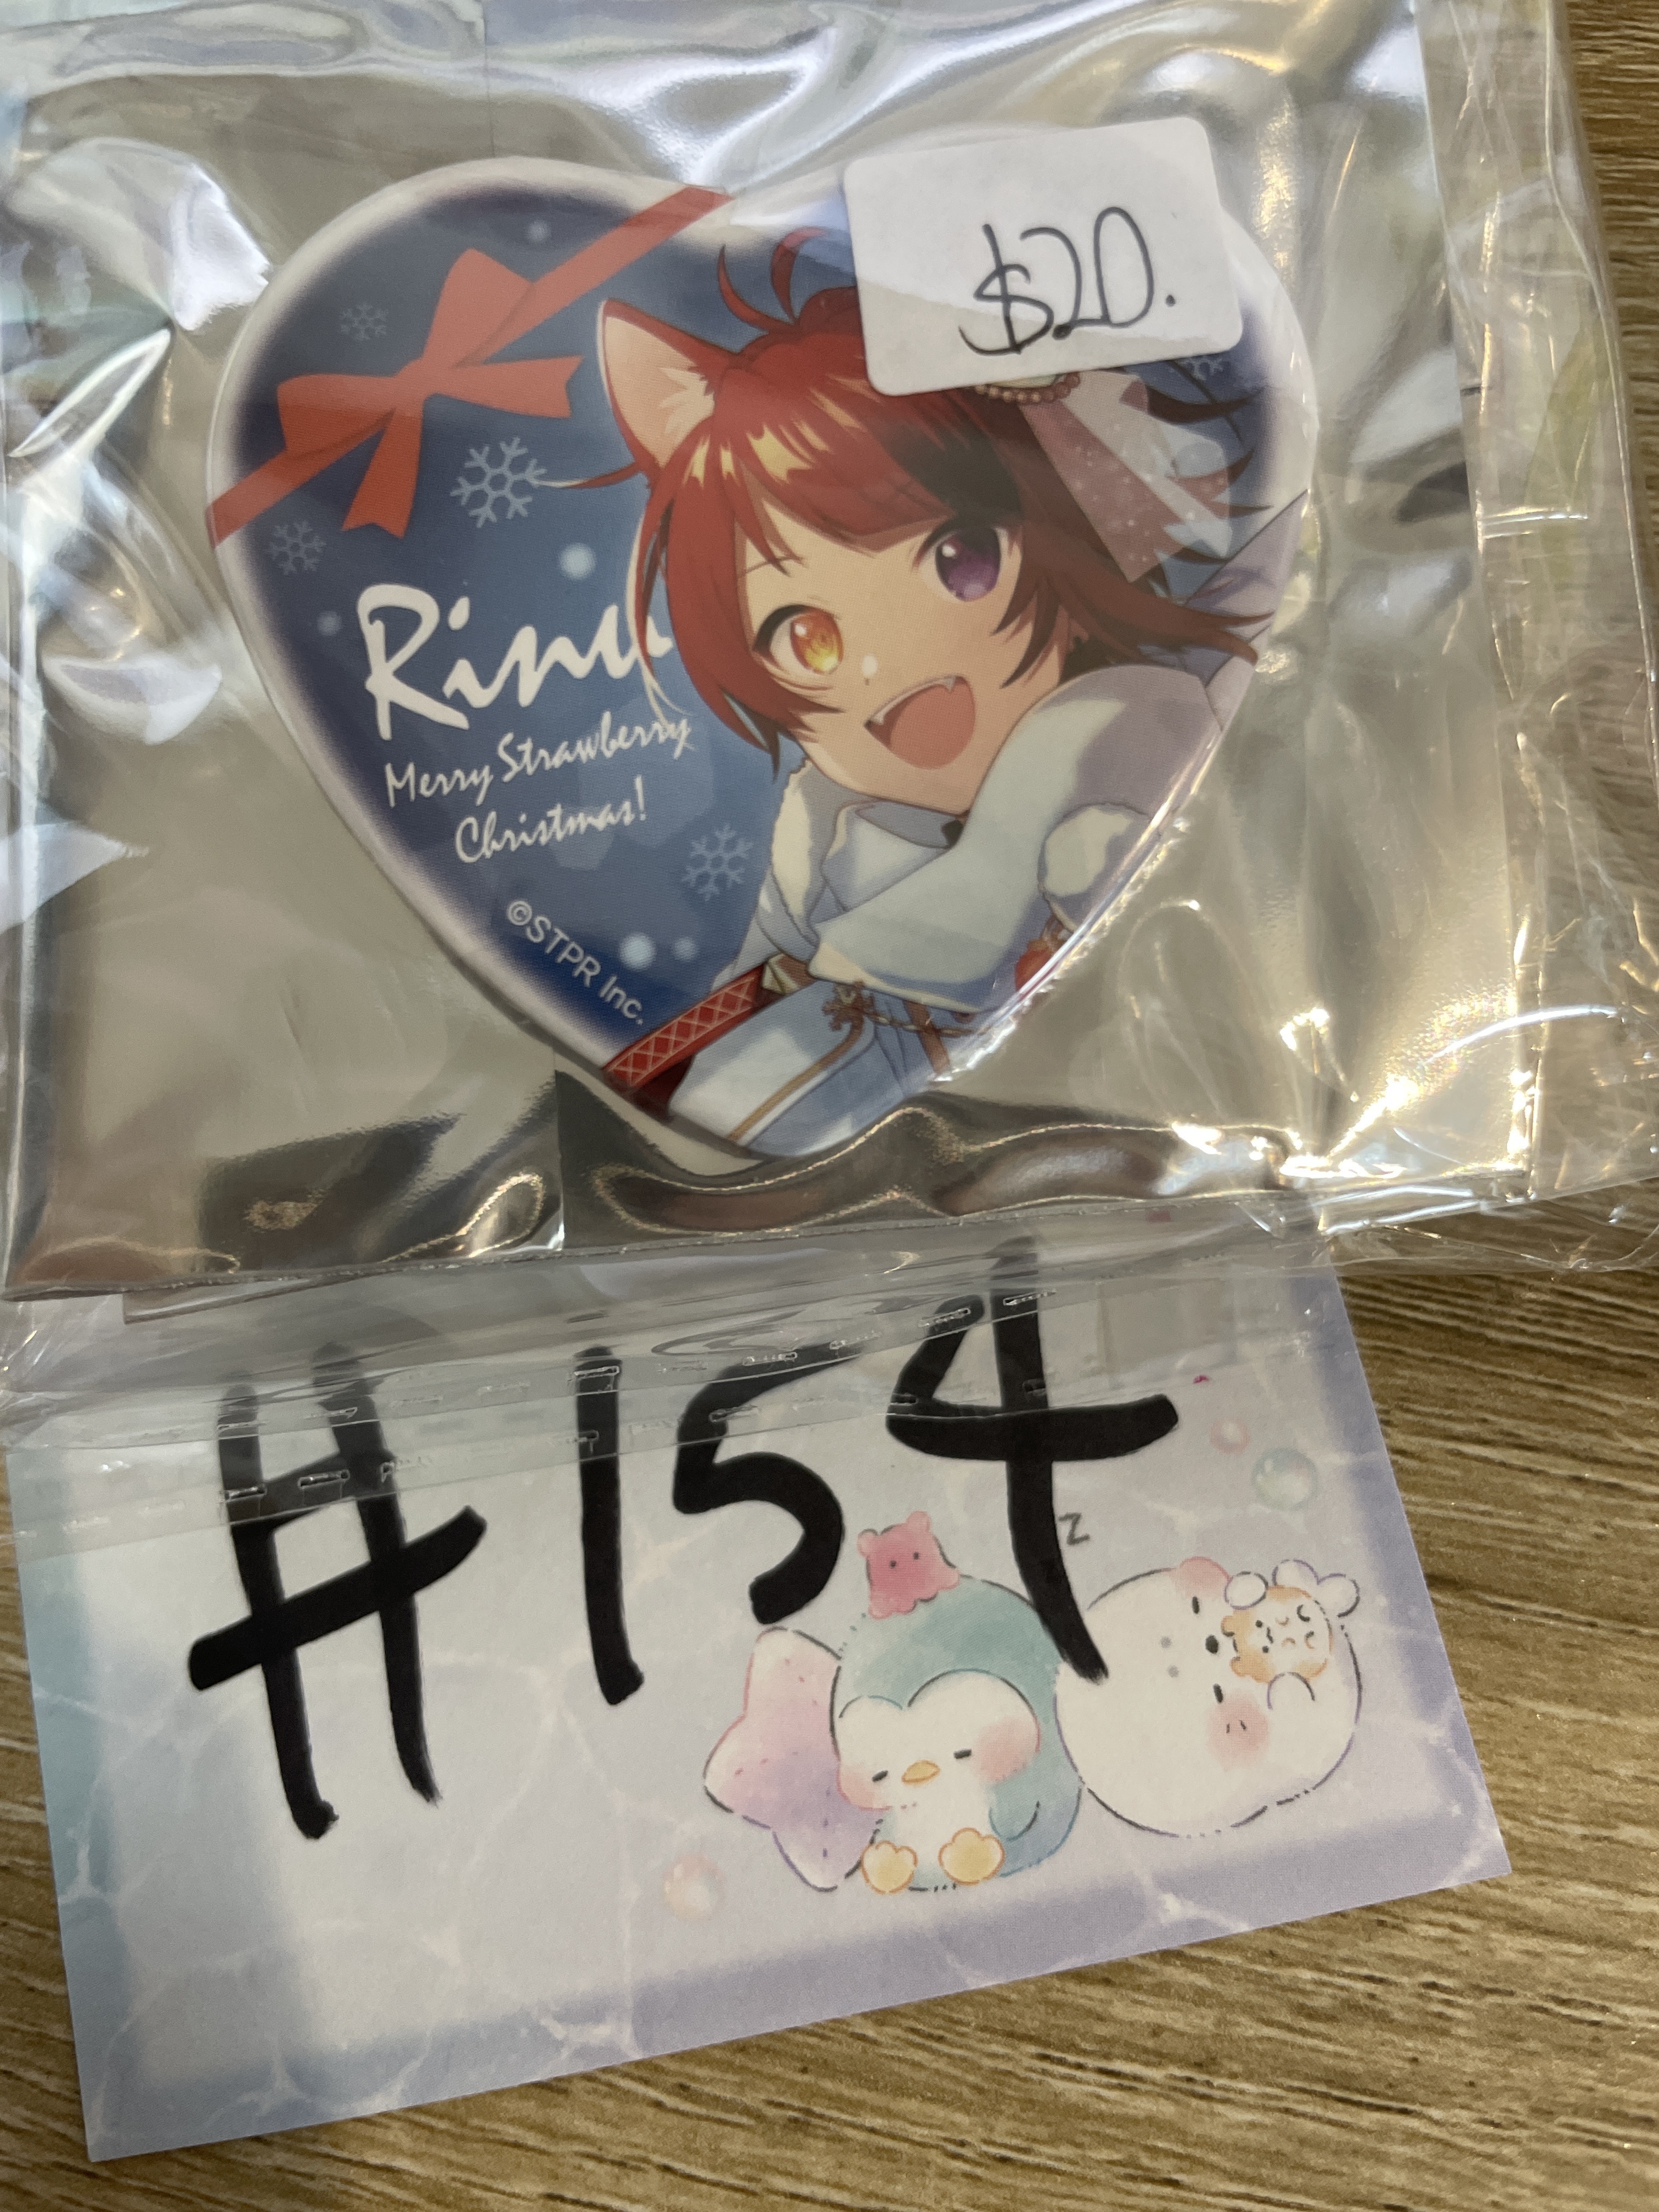 $20.
Rinu
Merry Strawberry
Christmas!
©STPR Inc.
#154
z